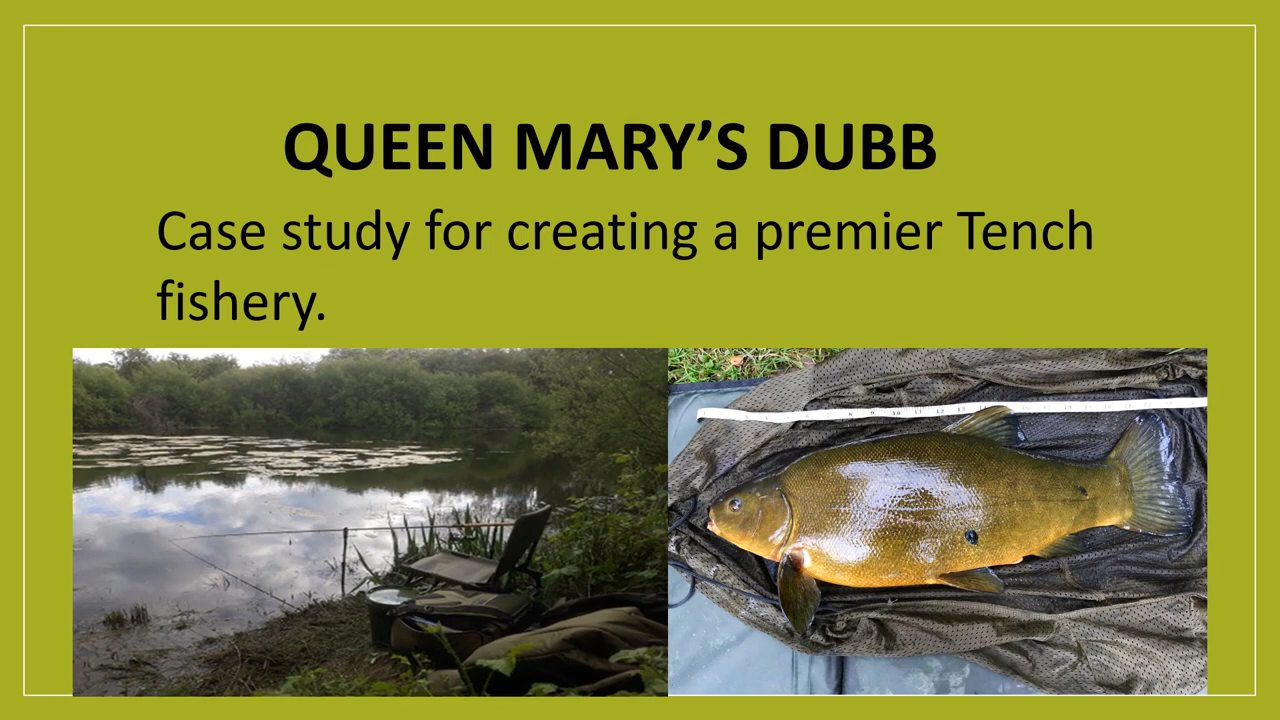 QUEEN MARY’S DUBB
Case study for creating a premier Tench
fishery.